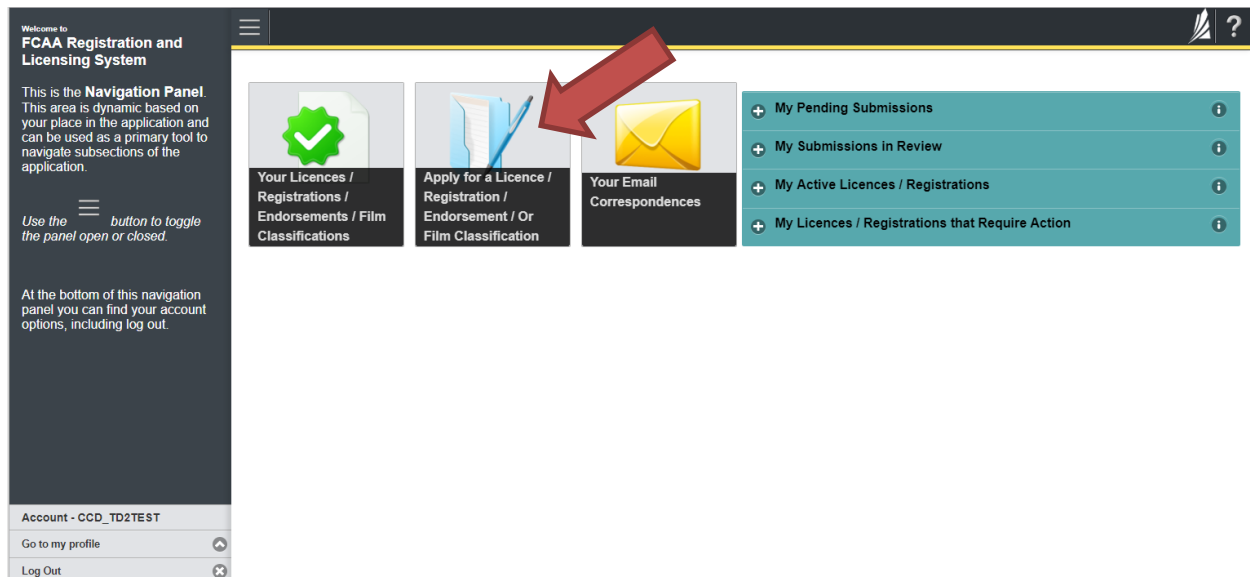 Welcome to
FCAA Registration and
Licensing System
This is the Navigation Panel.
This area is dynamic based on
your place in the application and
can be used as a primary tool to
navigate subsections of the
application.
Use the button to toggle
the panel open or closed.
At the bottom of this navigation
panel you can find your account
options, including log out.
Account - CCD_TD2TEST
Go to my profile
Log Out
?
Your Licences /
Registrations /
Endorsements / Film
Classifications
Apply for a Licence /
Registration /
Endorsement / Or
Film Classification
Your Email
Correspondences
My Pending Submissions
My Submissions in Review
My Active Licences / Registrations
My Licences / Registrations that Require Action